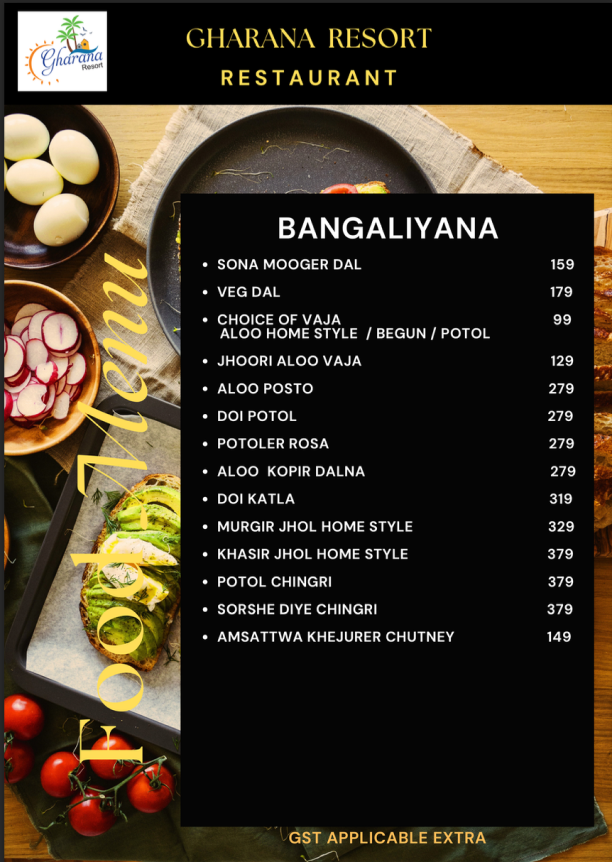 Gharana
Resort
GHARANA RESORT
RESTAURANT
Food - Menu
BANGALIYANA
• SONA MOOGER DAL 159
• VEG DAL 179
• CHOICE OF VAJA 99
ALOO HOME STYLE / BEGUN / POTOL
• JHOORI ALOO VAJA 129
• ALOO POSTO 279
• DOI POTOL 279
• POTOLER ROSA 279
• ALOO KOPIR DALNA 279
• DOI KATLA 319
• MURGIR JHOL HOME STYLE 329
• KHASIR JHOL HOME STYLE 379
• POTOL CHINGRI 379
• SORSHE DIYE CHINGRI 379
• AMSATTWA KHEJURER CHUTNEY 149
GST APPLICABLE EXTRA